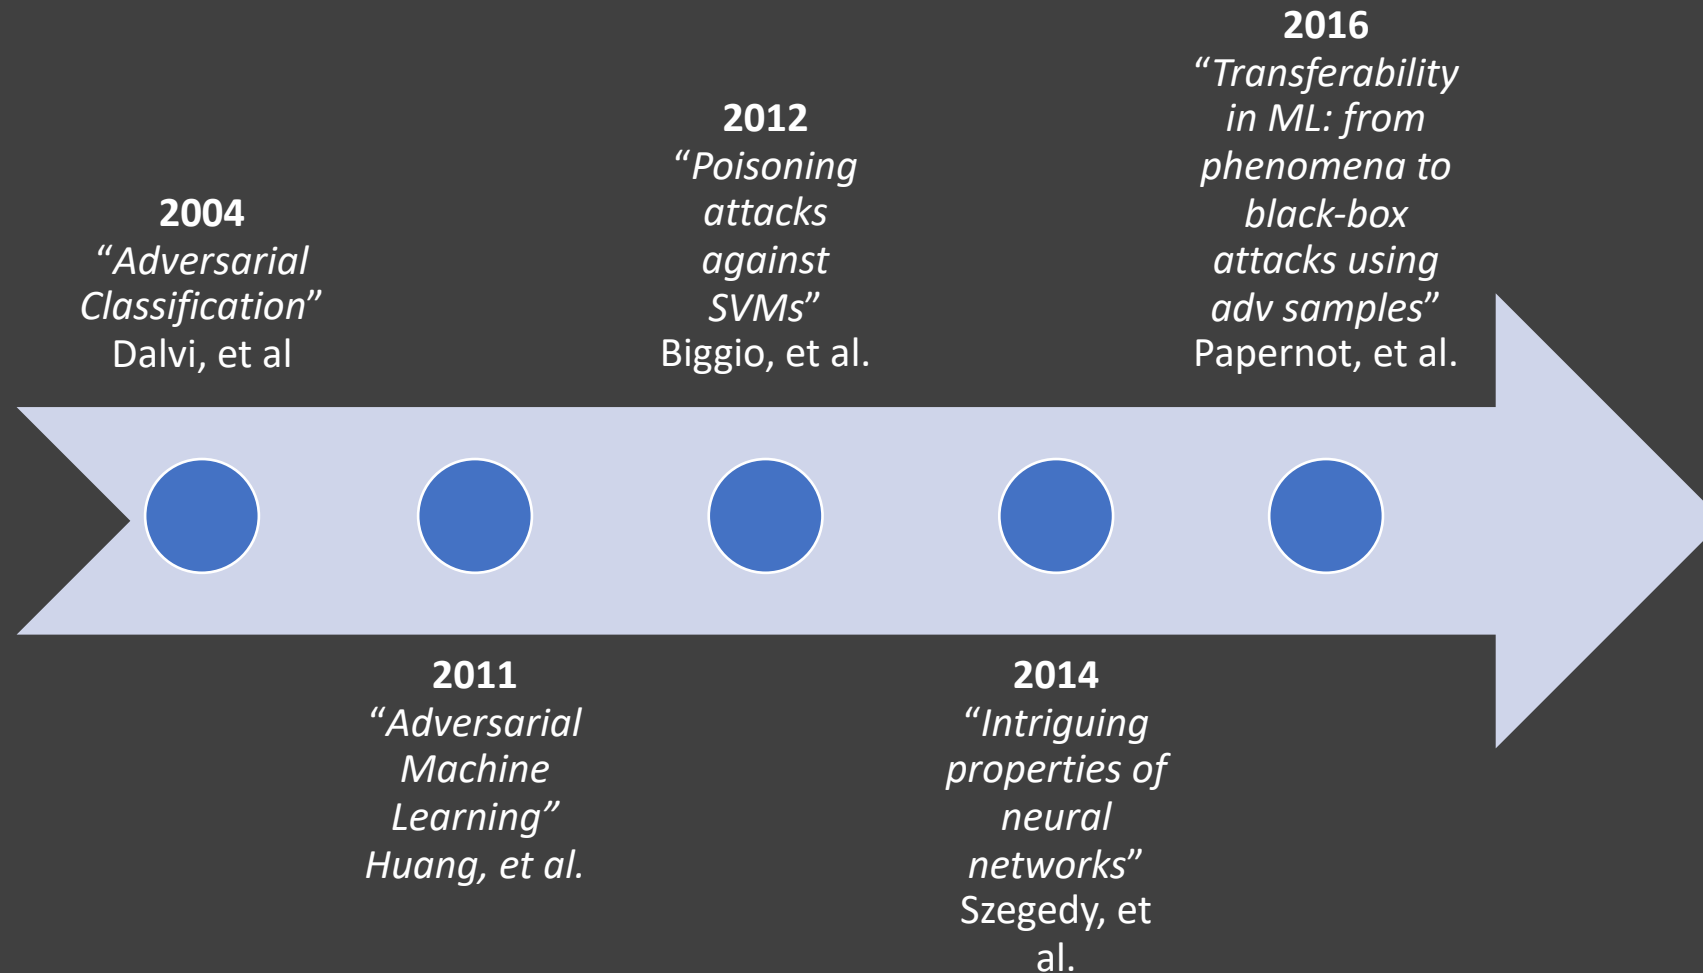 2004
“Adversarial
Classification”
Dalvi, et al
2011
“Adversarial
Machine
Learning”
Huang, et al.
2012
“Poisoning
attacks
against
SVMs”
Biggio, et al.
2014
“Intriguing
properties of
neural
networks”
Szegedy, et
al.
2016
“Transferability
in ML: from
phenomena to
black-box
attacks using
adv samples”
Papernot, et al.